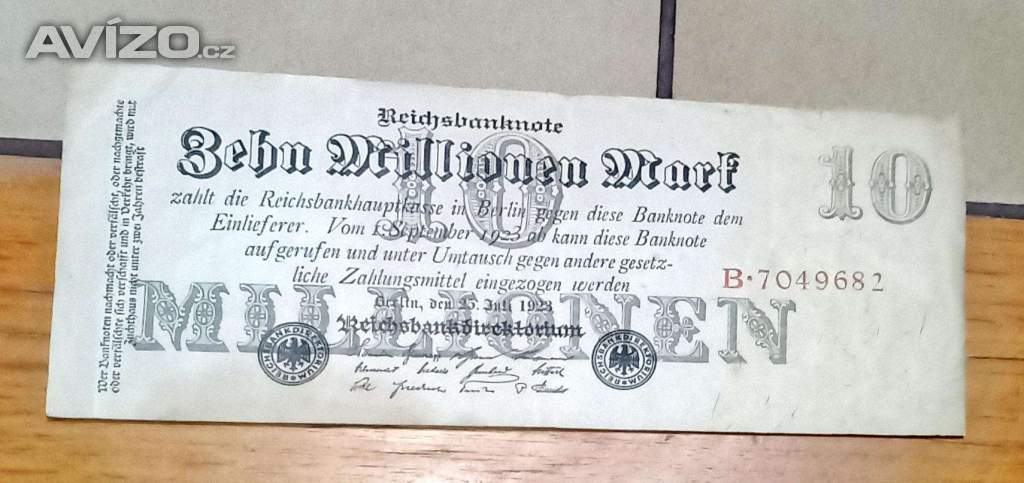 AVÍZO.cz
Reichsbanknote
Zehn Millionen Mark
10
10
zahlt die Reichsbankhauptkasse in Berlin gegen diese Banknote dem
Einlieferer. Vom 1. September 1923 ab kann diese Banknote
aufgerufen und unter Umtausch gegen andere gesetz-
liche Zahlungsmittel eingezogen werden
B·7049682
MILLIONEN
Berlin, den 25. Juli 1923
Reichsbankdirektorium
REICHSBANKDIREKTORIUM
REICHSBANKDIREKTORIUM
Wer Banknoten nachmacht oder verfälscht, oder nachgemachte
oder verfälschte sich verschafft und in Verkehr bringt, wird mit
Zuchthaus nicht unter zwei Jahren bestraft